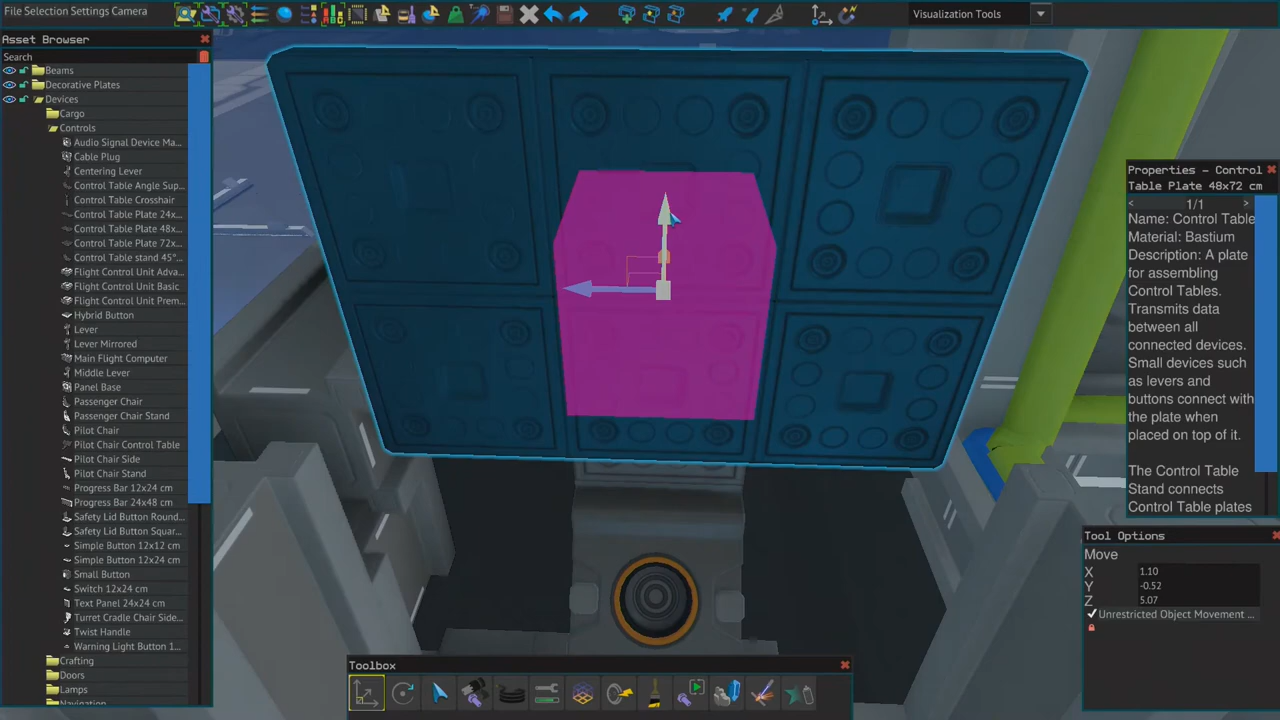 File Selection Settings Camera
Visualization Tools
Asset Browser
Search
Beams
Decorative Plates
Devices
Cargo
Controls
Audio Signal Device Ma...
Cable Plug
Centering Lever
Control Table Angle Sup...
Control Table Crosshair
Control Table Plate 24x...
Control Table Plate 48x...
Control Table Plate 72x...
Control Table stand 45°...
Flight Control Unit Adva...
Flight Control Unit Basic
Flight Control Unit Prem...
Hybrid Button
Lever
Lever Mirrored
Main Flight Computer
Middle Lever
Panel Base
Passenger Chair
Passenger Chair Stand
Pilot Chair
Pilot Chair Control Table
Pilot Chair Side
Pilot Chair Stand
Progress Bar 12x24 cm
Progress Bar 24x48 cm
Safety Lid Button Round...
Safety Lid Button Squar...
Simple Button 12x12 cm
Simple Button 12x24 cm
Small Button
Switch 12x24 cm
Text Panel 24x24 cm
Turret Cradle Chair Side...
Twist Handle
Warning Light Button 1...
Crafting
Doors
Lamps
Navigation
Properties - Control
Table Plate 48x72 cm
< 1/1 >
Name: Control Table
Material: Bastium
Description: A plate
for assembling
Control Tables.
Transmits data
between all
connected devices.
Small devices such
as levers and
buttons connect with
the plate when
placed on top of it.
The Control Table
Stand connects
Control Table plates
Tool Options
Move
X 1.10
Y -0.52
Z 5.07
Unrestricted Object Movement ...
Toolbox